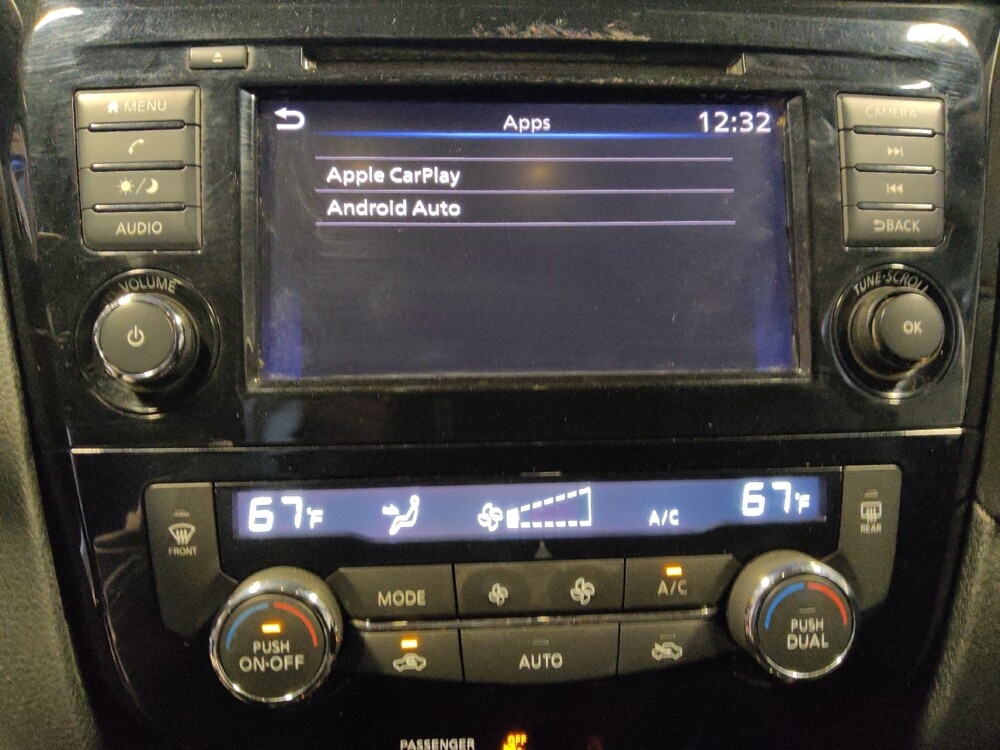 MENU
AUDIO
VOLUME
Apps
12:32
Apple CarPlay
Android Auto
CAMERA
BACK
TUNE·SCROLL
OK
67°F
A/C
67°F
FRONT
REAR
MODE
A/C
PUSH
ON·OFF
AUTO
PUSH
DUAL
PASSENGER
OFF